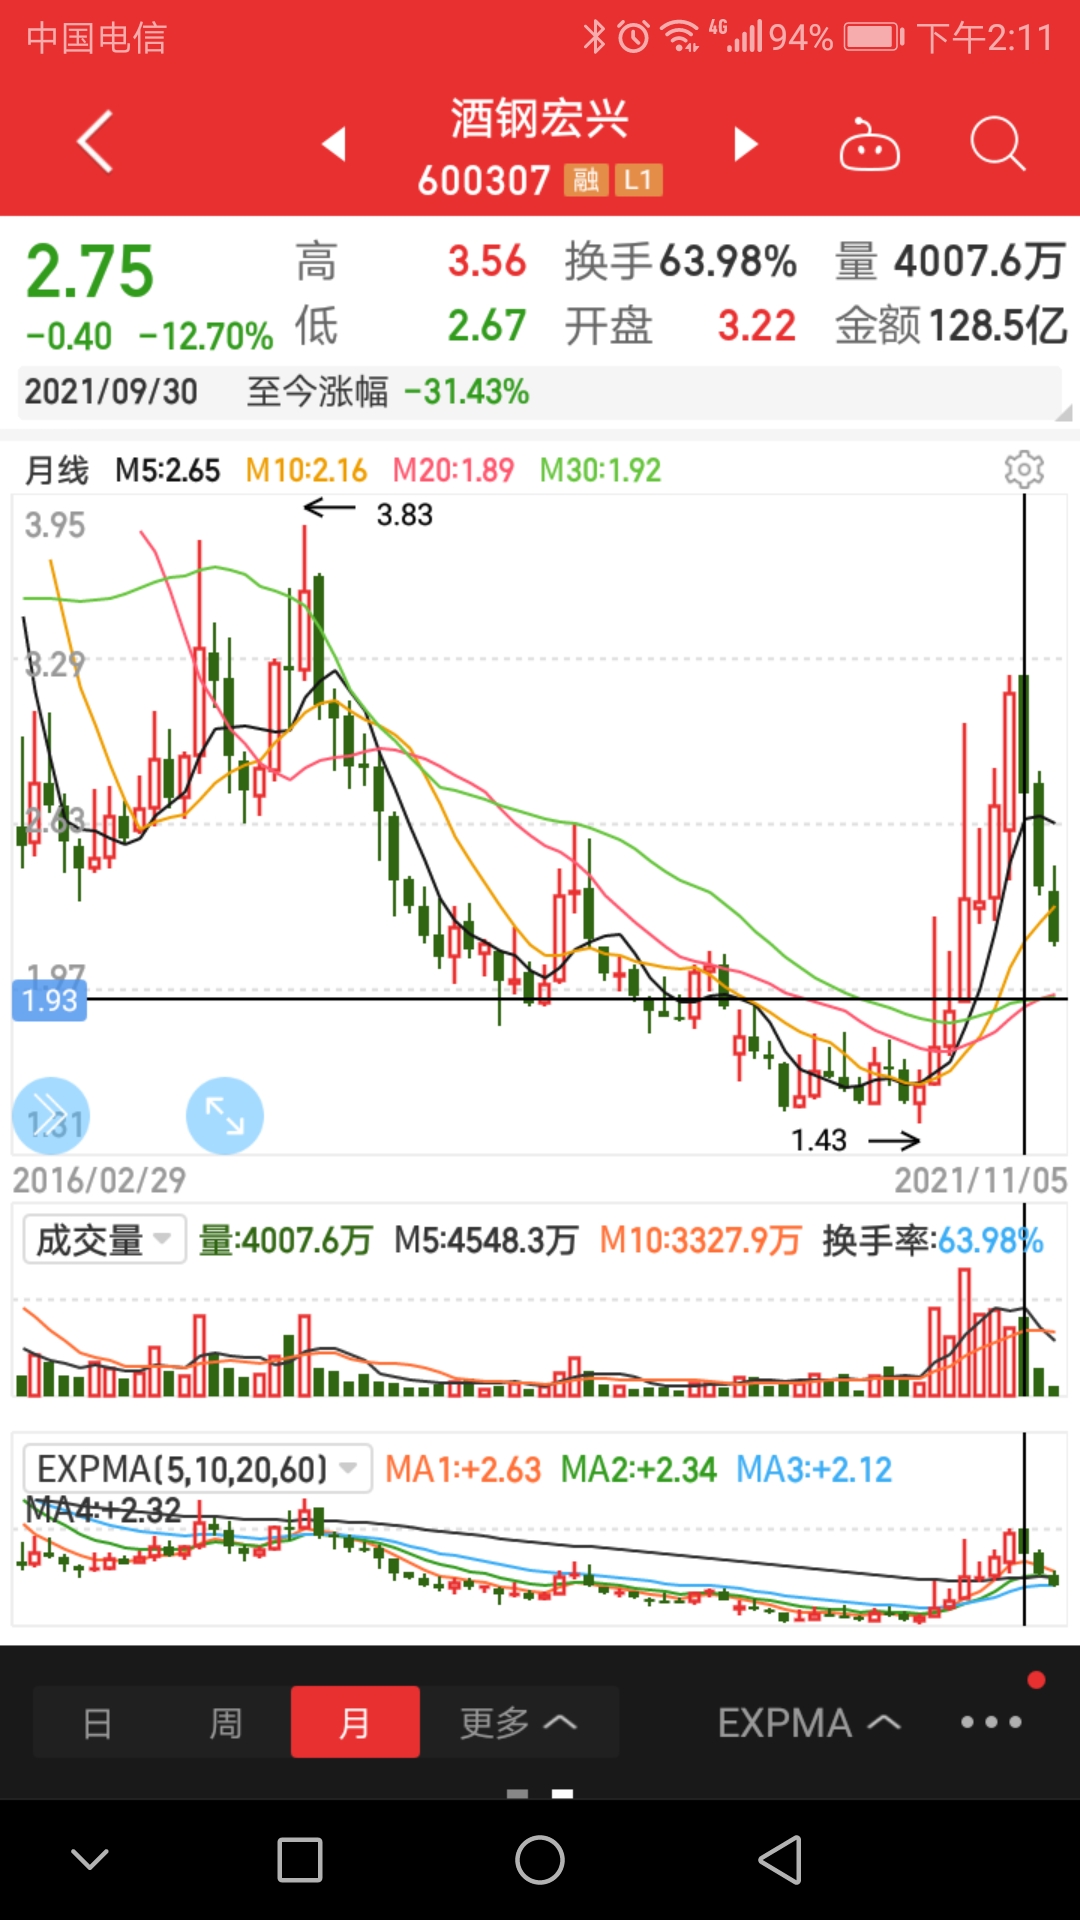 中国电信 4G 94% 下午2:11
酒钢宏兴
600307 融 L1
2.75 高 3.56 换手 63.98% 量 4007.6万
-0.40 -12.70% 低 2.67 开盘 3.22 金额 128.5亿
2021/09/30 至今涨幅 -31.43%
月线 M5:2.65 M10:2.16 M20:1.89 M30:1.92
3.95
3.83
3.29
2.63
1.97
1.93
1.31
1.43
2016/02/29 2021/11/05
成交量 量:4007.6万 M5:4548.3万 M10:3327.9万 换手率:63.98%
EXPMA(5,10,20,60) MA1:+2.63 MA2:+2.34 MA3:+2.12
MA4:+2.32
日 周 月 更多 EXPMA